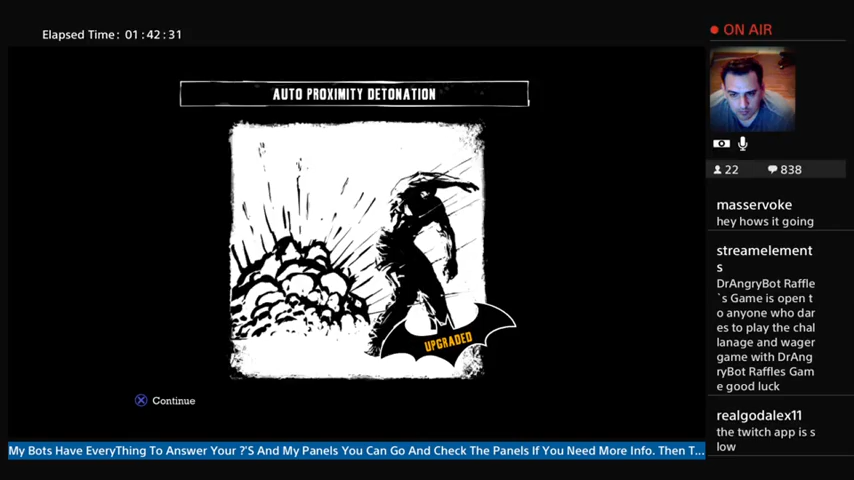 Elapsed Time: 01:42:31
ON AIR
AUTO PROXIMITY DETONATION
22
838
masservoke
hey hows it going
streamelement
s
DrAngryBot Raffle
`s Game is open t
o anyone who dar
es to play the chal
lanage and wager
game with DrAng
ryBot Raffles Gam
e good luck
UPGRADED
Continue
realgodalex11
the twitch app is s
low
My Bots Have EveryThing To Answer Your ?'S And My Panels You Can Go And Check The Panels If You Need More Info. Then T...